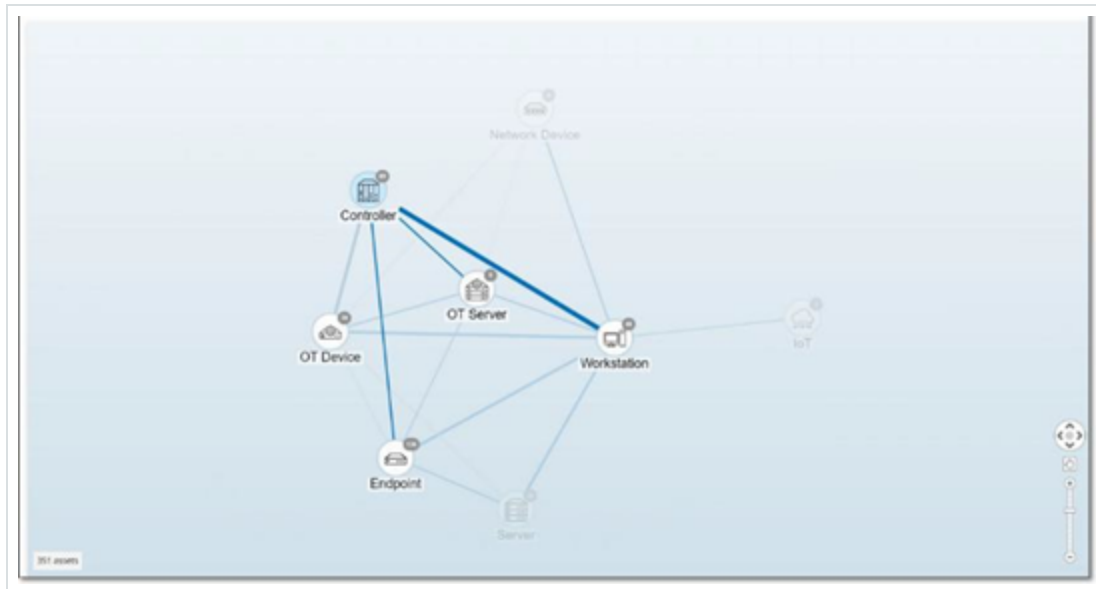 Network Device
Controller
OT Server
IoT
OT Device
Workstation
Endpoint
Server
351 assets